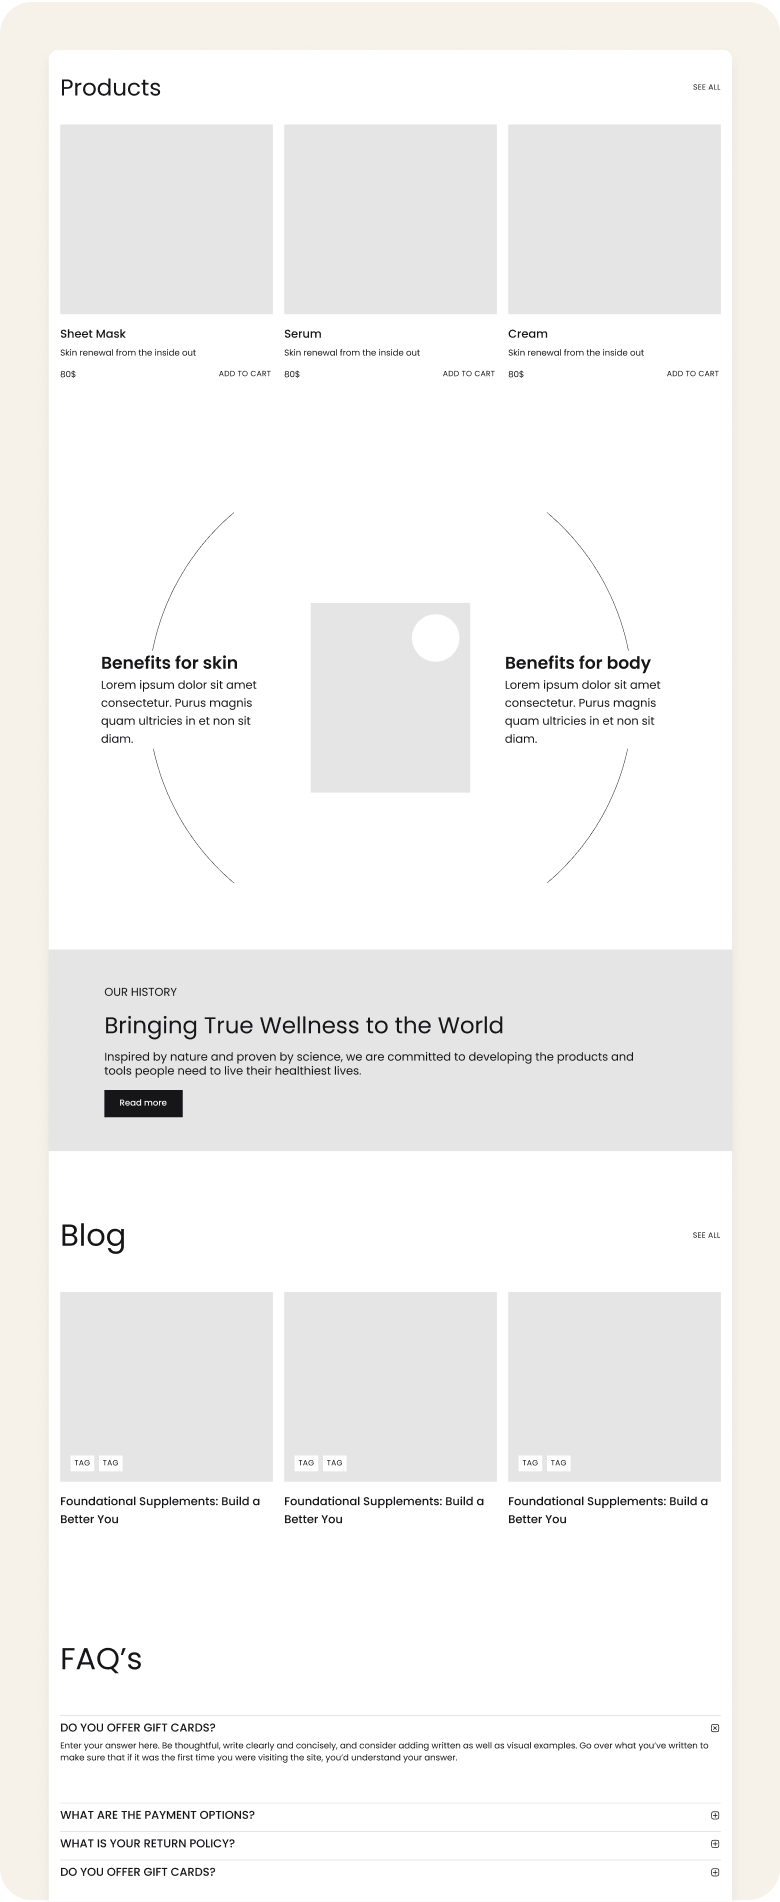 Products
SEE ALL
Sheet Mask
Skin renewal from the inside out
80$ ADD TO CART
Serum
Skin renewal from the inside out
80$ ADD TO CART
Cream
Skin renewal from the inside out
80$ ADD TO CART
Benefits for skin
Lorem ipsum dolor sit amet
consectetur. Purus magnis
quam ultricies in et non sit
diam.
Benefits for body
Lorem ipsum dolor sit amet
consectetur. Purus magnis
quam ultricies in et non sit
diam.
OUR HISTORY
Bringing True Wellness to the World
Inspired by nature and proven by science, we are committed to developing the products and
tools people need to live their healthiest lives.
Read more
Blog
SEE ALL
TAG TAG
Foundational Supplements: Build a
Better You
TAG TAG
Foundational Supplements: Build a
Better You
TAG TAG
Foundational Supplements: Build a
Better You
FAQ’s
DO YOU OFFER GIFT CARDS?
Enter your answer here. Be thoughtful, write clearly and concisely, and consider adding written as well as visual examples. Go over what you’ve written to
make sure that if it was the first time you were visiting the site, you’d understand your answer.
WHAT ARE THE PAYMENT OPTIONS?
WHAT IS YOUR RETURN POLICY?
DO YOU OFFER GIFT CARDS?